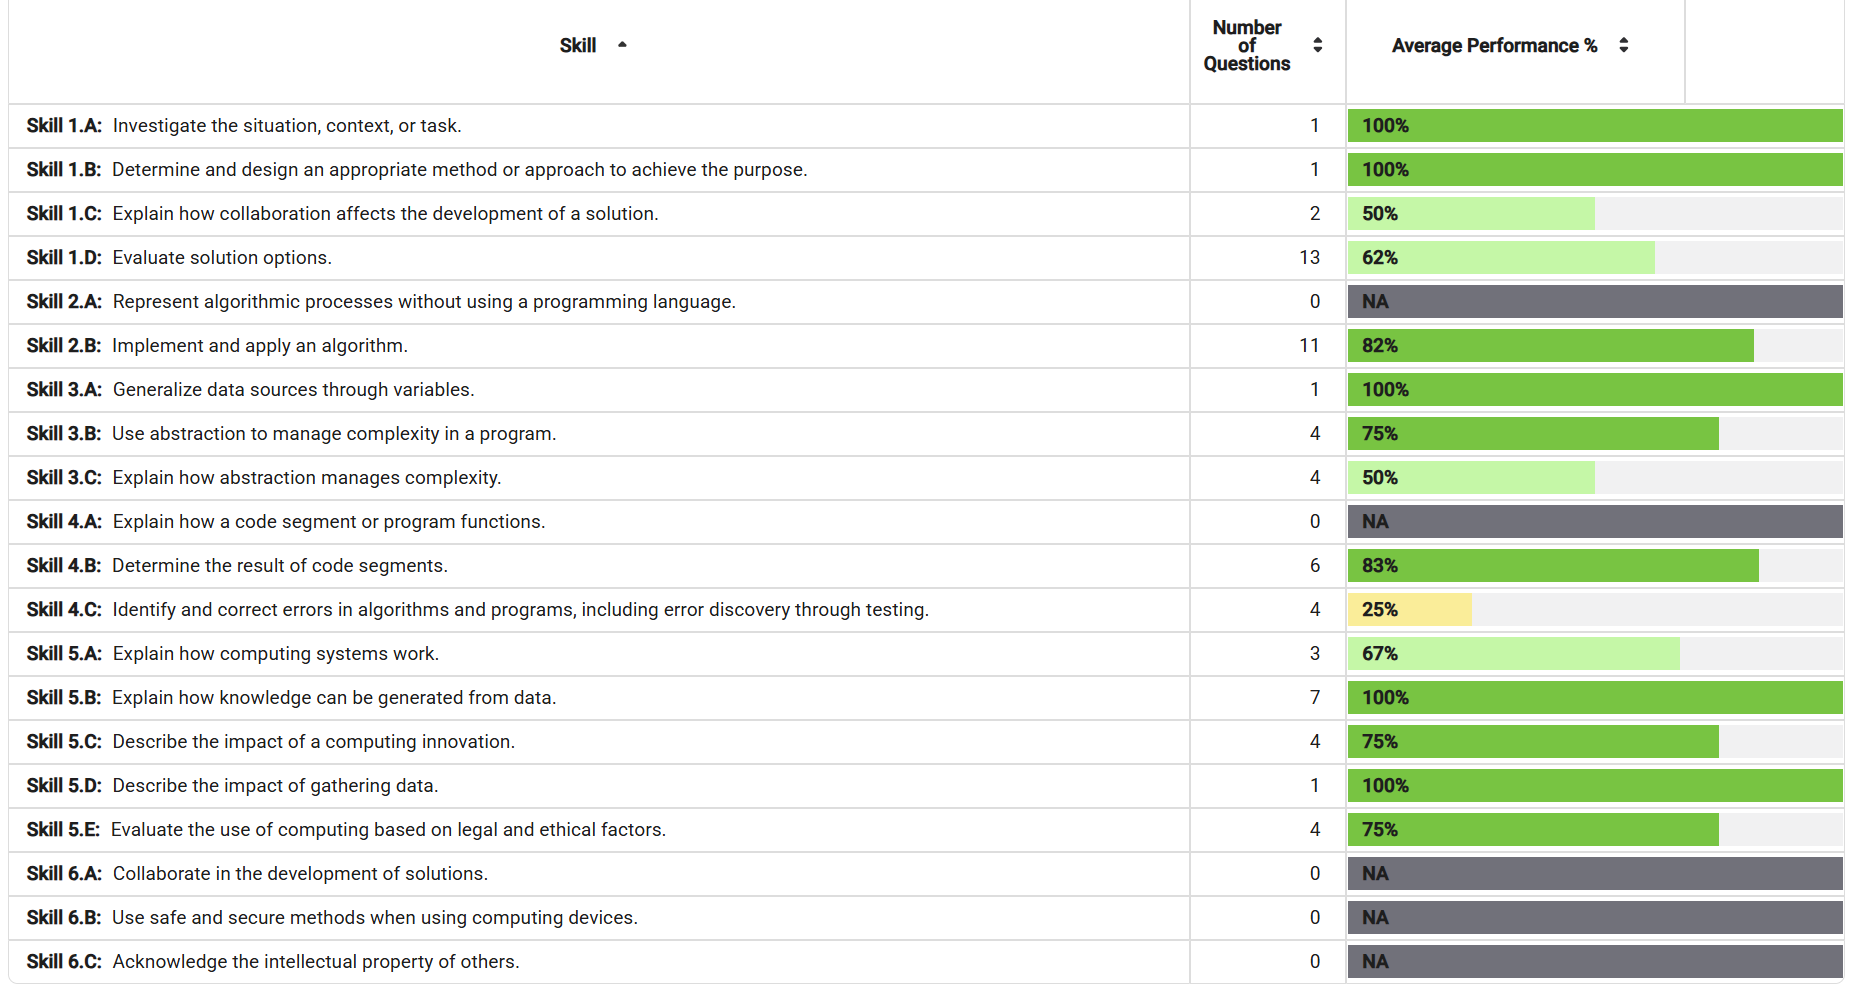 Skill
Number
of
Questions
Average Performance %
Skill 1.A: Investigate the situation, context, or task. 1 100%
Skill 1.B: Determine and design an appropriate method or approach to achieve the purpose. 1 100%
Skill 1.C: Explain how collaboration affects the development of a solution. 2 50%
Skill 1.D: Evaluate solution options. 13 62%
Skill 2.A: Represent algorithmic processes without using a programming language. 0 NA
Skill 2.B: Implement and apply an algorithm. 11 82%
Skill 3.A: Generalize data sources through variables. 1 100%
Skill 3.B: Use abstraction to manage complexity in a program. 4 75%
Skill 3.C: Explain how abstraction manages complexity. 4 50%
Skill 4.A: Explain how a code segment or program functions. 0 NA
Skill 4.B: Determine the result of code segments. 6 83%
Skill 4.C: Identify and correct errors in algorithms and programs, including error discovery through testing. 4 25%
Skill 5.A: Explain how computing systems work. 3 67%
Skill 5.B: Explain how knowledge can be generated from data. 7 100%
Skill 5.C: Describe the impact of a computing innovation. 4 75%
Skill 5.D: Describe the impact of gathering data. 1 100%
Skill 5.E: Evaluate the use of computing based on legal and ethical factors. 4 75%
Skill 6.A: Collaborate in the development of solutions. 0 NA
Skill 6.B: Use safe and secure methods when using computing devices. 0 NA
Skill 6.C: Acknowledge the intellectual property of others. 0 NA